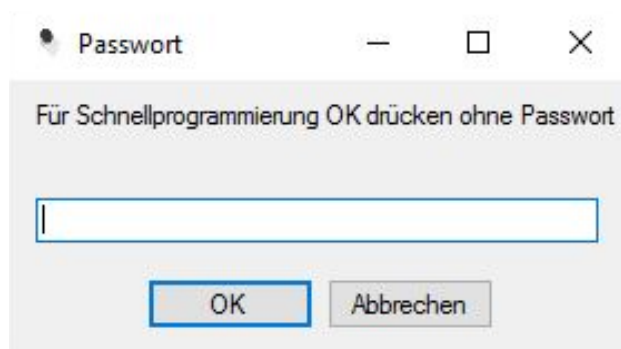 Passwort
Für Schnellprogrammierung OK drücken ohne Passwort
OK Abbrechen